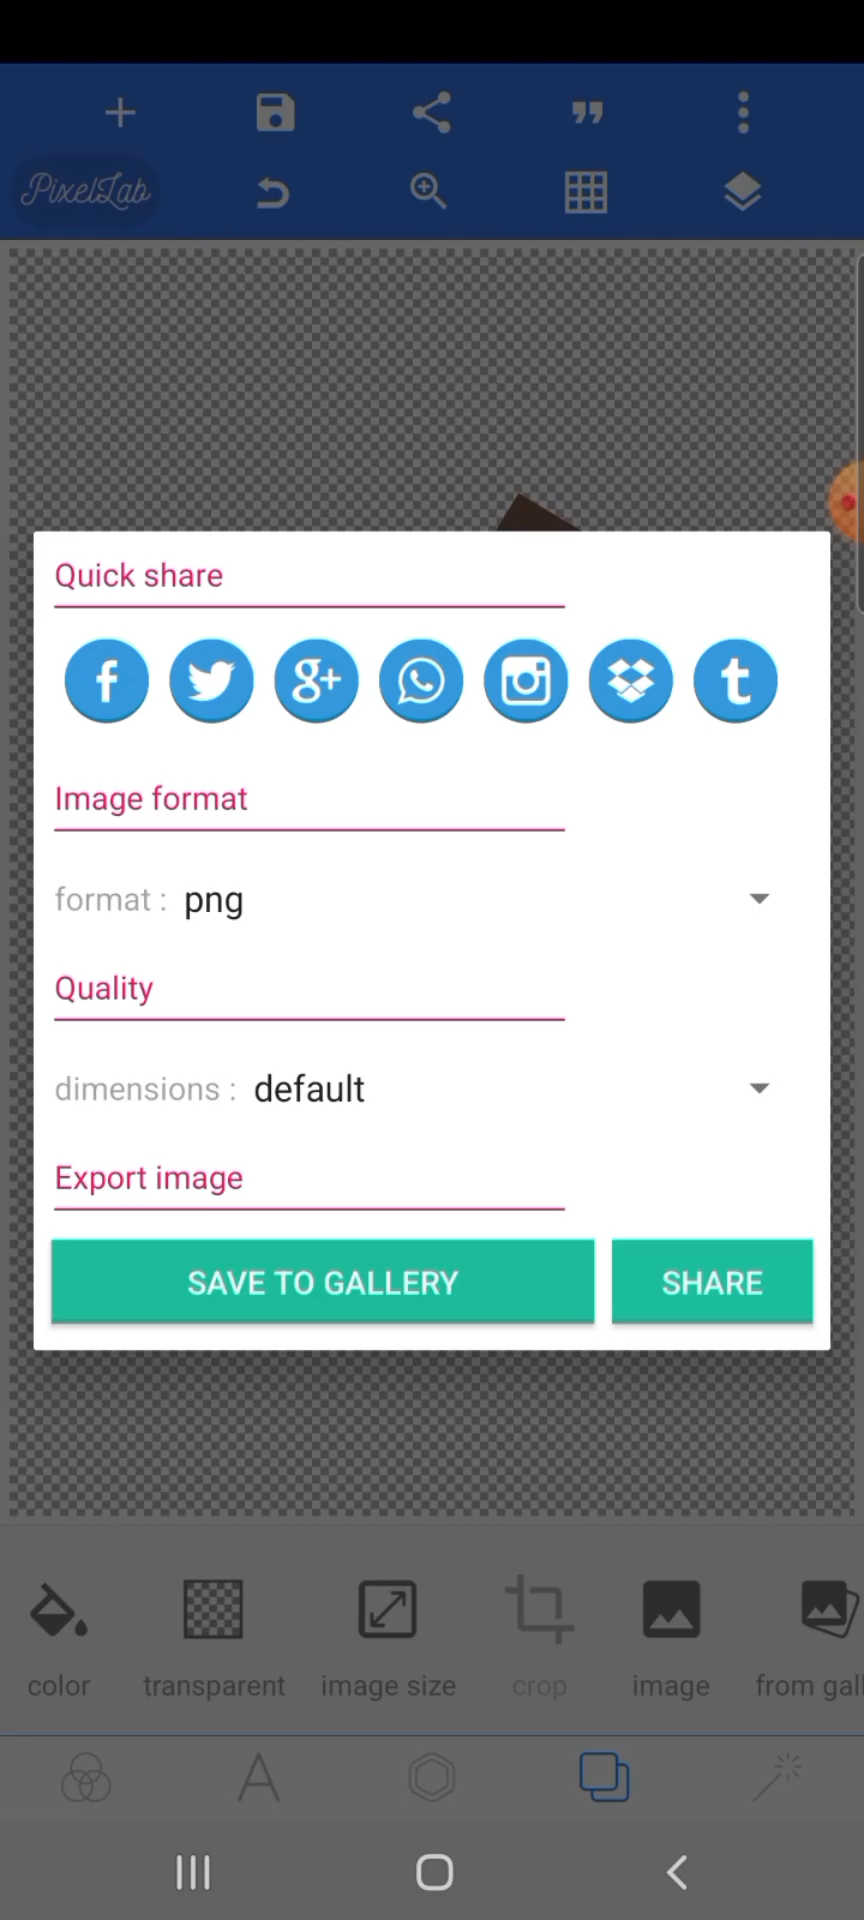 PixelLab
Quick share
Image format
format : png
Quality
dimensions : default
Export image
SAVE TO GALLERY SHARE
color transparent image size crop image from gall